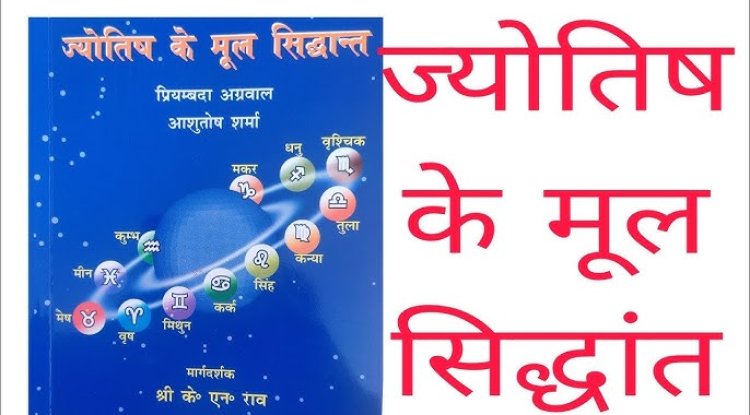 ज्योतिष के मूल सिद्धान्त
प्रियम्बदा अग्रवाल
आशुतोष शर्मा
वृश्चिक
धनु
मकर
तुला
कन्या
सिंह
कर्क
मिथुन
वृष
मेष
मीन
कुम्भ
मार्गदर्शक
श्री के॰ एन॰ राव
ज्योतिष
के मूल
सिद्धांत